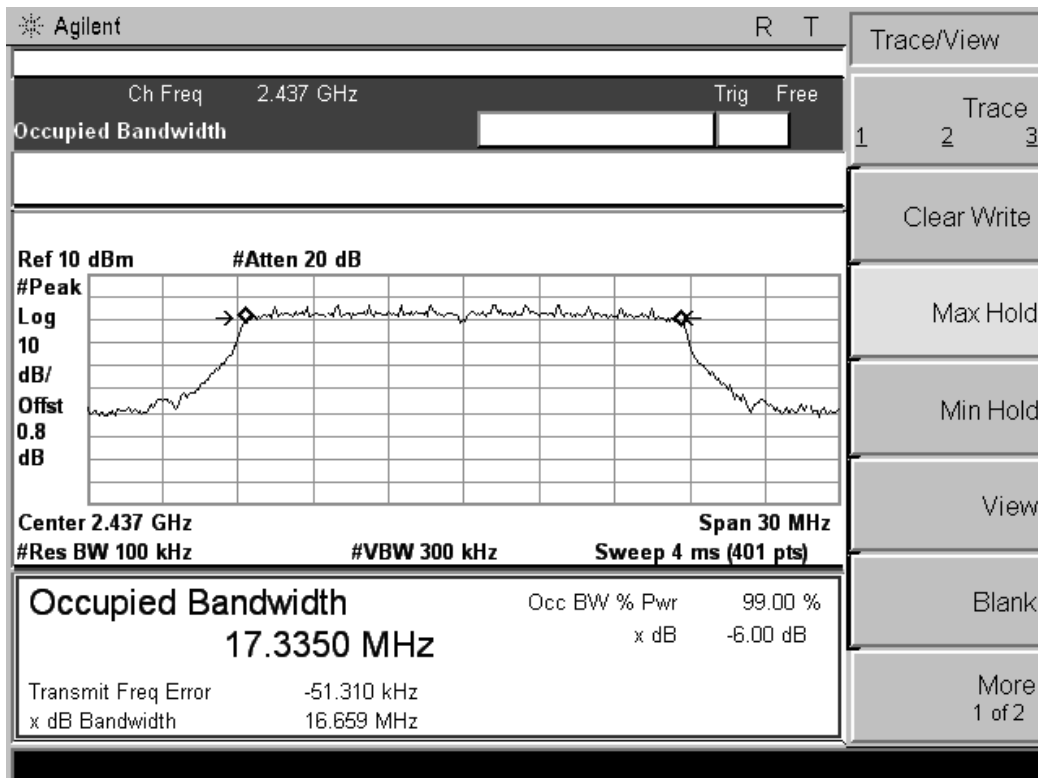 Agilent R T
Ch Freq 2.437 GHz Trig Free
Occupied Bandwidth
Ref 10 dBm #Atten 20 dB
#Peak
Log
10
dB/
Offst
0.8
dB
Center 2.437 GHz Span 30 MHz
#Res BW 100 kHz #VBW 300 kHz Sweep 4 ms (401 pts)
Occupied Bandwidth Occ BW % Pwr 99.00 %
17.3350 MHz x dB -6.00 dB
Transmit Freq Error -51.310 kHz
x dB Bandwidth 16.659 MHz
Trace/View
Trace
1 2 3
Clear Write
Max Hold
Min Hold
View
Blank
More
1 of 2